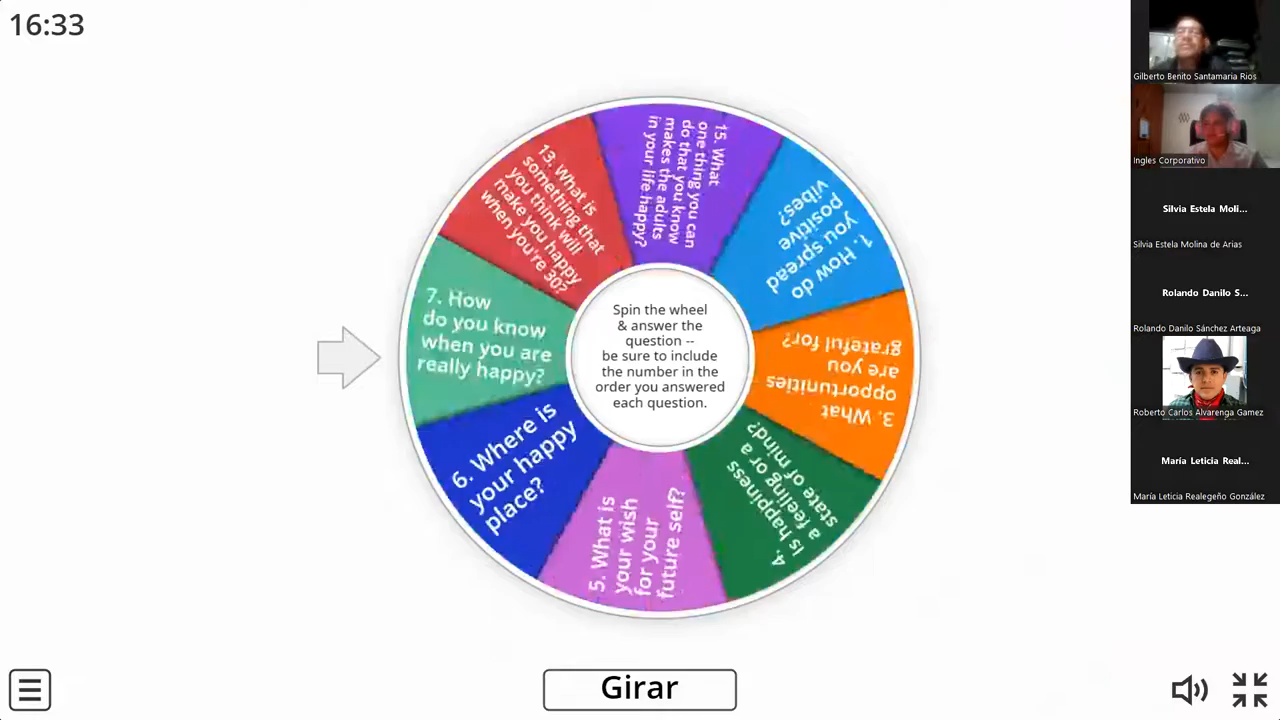 16:33
15. What
one thing you can
do that you know
makes the adults
in your life happy?
1. How do
you spread
positive
vibes?
3. What
opportunities
are you
grateful for?
4.
Is happiness
a feeling or a
state of mind?
5. What is
your wish
for your
future self?
6. Where is
your happy
place?
7. How
do you know
when you are
really happy?
13. What is
something that
you think will
make you happy
when you're 30?
Spin the wheel
& answer the
question --
be sure to include
the number in the
order you answered
each question.
Girar
Gilberto Benito Santamaria Rios
Ingles Corporativo
Silvia Estela Moli...
Silvia Estela Molina de Arias
Rolando Danilo S...
Rolando Danilo Sánchez Arteaga
Roberto Carlos Alvarenga Gamez
María Leticia Real...
María Leticia Realegeño González